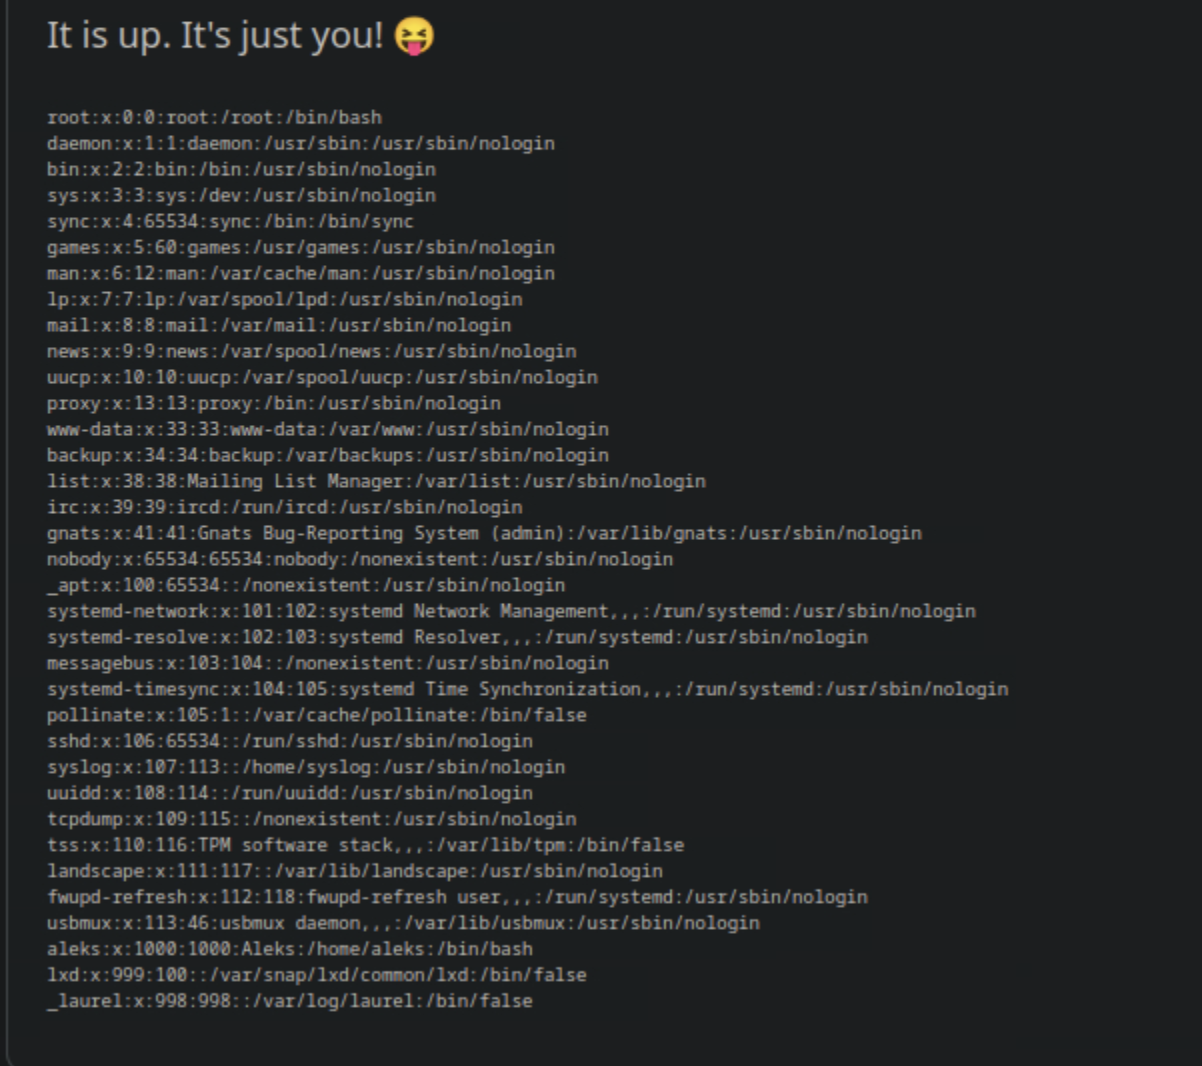 It is up. It's just you! 😝
root:x:0:0:root:/root:/bin/bash
daemon:x:1:1:daemon:/usr/sbin:/usr/sbin/nologin
bin:x:2:2:bin:/bin:/usr/sbin/nologin
sys:x:3:3:sys:/dev:/usr/sbin/nologin
sync:x:4:65534:sync:/bin:/bin/sync
games:x:5:60:games:/usr/games:/usr/sbin/nologin
man:x:6:12:man:/var/cache/man:/usr/sbin/nologin
lp:x:7:7:lp:/var/spool/lpd:/usr/sbin/nologin
mail:x:8:8:mail:/var/mail:/usr/sbin/nologin
news:x:9:9:news:/var/spool/news:/usr/sbin/nologin
uucp:x:10:10:uucp:/var/spool/uucp:/usr/sbin/nologin
proxy:x:13:13:proxy:/bin:/usr/sbin/nologin
www-data:x:33:33:www-data:/var/www:/usr/sbin/nologin
backup:x:34:34:backup:/var/backups:/usr/sbin/nologin
list:x:38:38:Mailing List Manager:/var/list:/usr/sbin/nologin
irc:x:39:39:ircd:/run/ircd:/usr/sbin/nologin
gnats:x:41:41:Gnats Bug-Reporting System (admin):/var/lib/gnats:/usr/sbin/nologin
nobody:x:65534:65534:nobody:/nonexistent:/usr/sbin/nologin
_apt:x:100:65534::/nonexistent:/usr/sbin/nologin
systemd-network:x:101:102:systemd Network Management,,,:/run/systemd:/usr/sbin/nologin
systemd-resolve:x:102:103:systemd Resolver,,,:/run/systemd:/usr/sbin/nologin
messagebus:x:103:104::/nonexistent:/usr/sbin/nologin
systemd-timesync:x:104:105:systemd Time Synchronization,,,:/run/systemd:/usr/sbin/nologin
pollinate:x:105:1::/var/cache/pollinate:/bin/false
sshd:x:106:65534::/run/sshd:/usr/sbin/nologin
syslog:x:107:113::/home/syslog:/usr/sbin/nologin
uuidd:x:108:114::/run/uuidd:/usr/sbin/nologin
tcpdump:x:109:115::/nonexistent:/usr/sbin/nologin
tss:x:110:116:TPM software stack,,,:/var/lib/tpm:/bin/false
landscape:x:111:117::/var/lib/landscape:/usr/sbin/nologin
fwupd-refresh:x:112:118:fwupd-refresh user,,,:/run/systemd:/usr/sbin/nologin
usbmux:x:113:46:usbmux daemon,,,:/var/lib/usbmux:/usr/sbin/nologin
aleks:x:1000:1000:Aleks:/home/aleks:/bin/bash
lxd:x:999:100::/var/snap/lxd/common/lxd:/bin/false
_laurel:x:998:998::/var/log/laurel:/bin/false